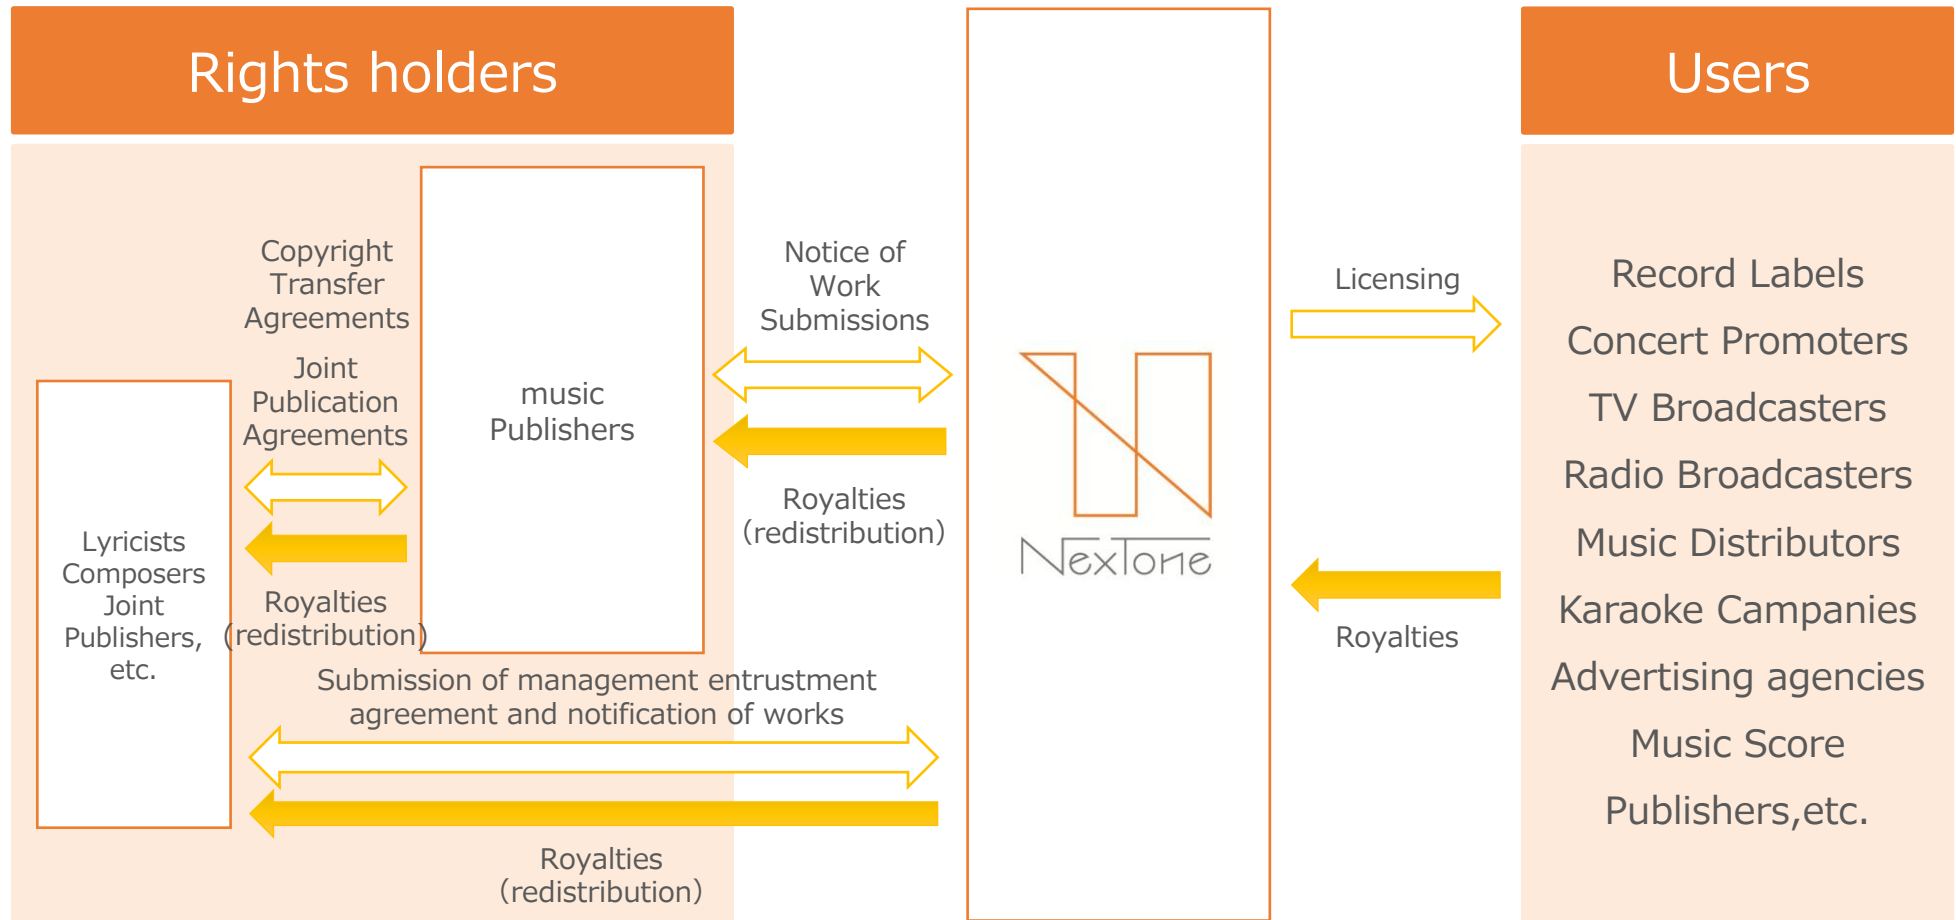 Rights holders
Users
Copyright
Transfer
Agreements
Joint
Publication
Agreements
Lyricists
Composers
Joint
Publishers,
etc.
Royalties
(redistribution)
music
Publishers
Notice of
Work
Submissions
Royalties
(redistribution)
Submission of management entrustment
agreement and notification of works
Royalties
(redistribution)
NexTone
Licensing
Royalties
Record Labels
Concert Promoters
TV Broadcasters
Radio Broadcasters
Music Distributors
Karaoke Campanies
Advertising agencies
Music Score
Publishers,etc.